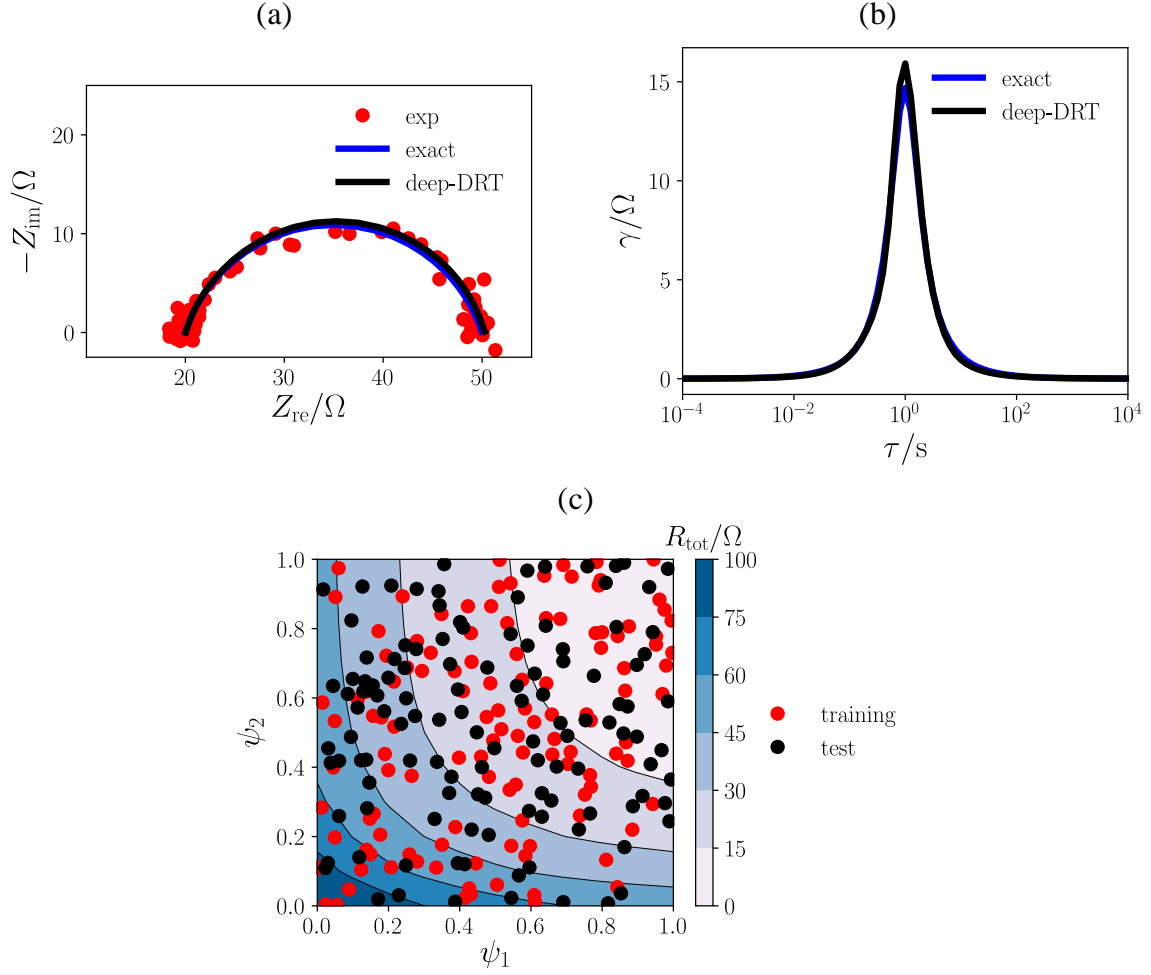 (a)
−Z_im/Ω
20
10
0
20 30 40 50
Z_re/Ω
exp
exact
deep-DRT
(b)
γ/Ω
15
10
5
0
10^−4 10^−2 10^0 10^2 10^4
τ/s
exact
deep-DRT
(c)
R_tot/Ω
ψ_2
1.0
0.8
0.6
0.4
0.2
0.0
0.0 0.2 0.4 0.6 0.8 1.0
ψ_1
100
75
60
45
30
15
0
training
test